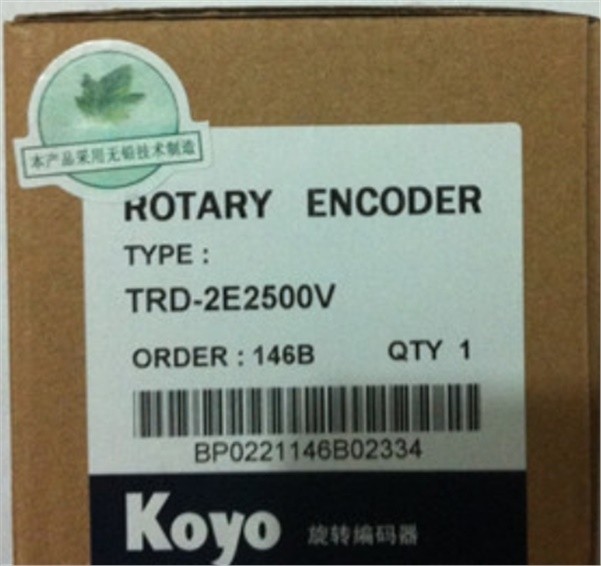 本产品采用无铅技术制造
ROTARY ENCODER
TYPE :
TRD-2E2500V
ORDER : 146B QTY 1
BP0221146B02334
Koyo 旋转编码器